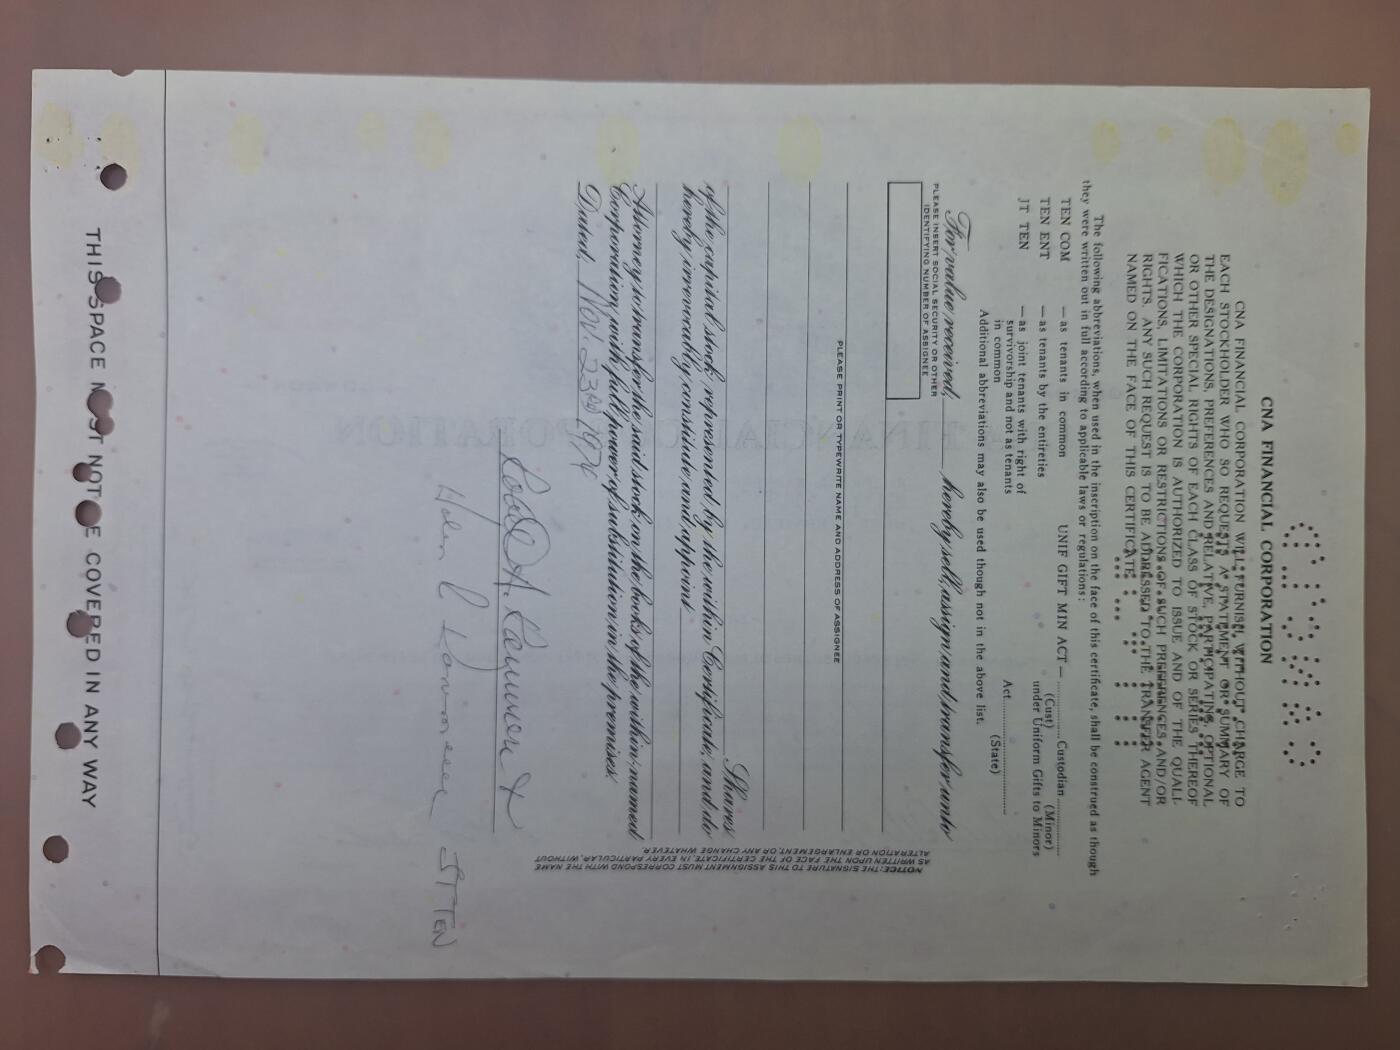 CNA FINANCIAL CORPORATION
CNA FINANCIAL CORPORATION WILL FURNISH WITHOUT CHARGE TO
EACH STOCKHOLDER WHO SO REQUESTS A STATEMENT OR SUMMARY OF
THE DESIGNATIONS, PREFERENCES AND RELATIVE, PARTICIPATING, OPTIONAL
OR OTHER SPECIAL RIGHTS OF EACH CLASS OF STOCK OR SERIES THEREOF
WHICH THE CORPORATION IS AUTHORIZED TO ISSUE AND OF THE QUALI-
FICATIONS, LIMITATIONS OR RESTRICTIONS OF SUCH PREFERENCES AND/OR
RIGHTS. ANY SUCH REQUEST IS TO BE ADDRESSED TO THE TRANSFER AGENT
NAMED ON THE FACE OF THIS CERTIFICATE.
The following abbreviations, when used in the inscription on the face of this certificate, shall be construed as though
they were written out in full according to applicable laws or regulations:
TEN COM — as tenants in common
TEN ENT — as tenants by the entireties
JT TEN — as joint tenants with right of
survivorship and not as tenants
in common
UNIF GIFT MIN ACT — ............Custodian............
(Cust) (Minor)
under Uniform Gifts to Minors
Act........................
(State)
Additional abbreviations may also be used though not in the above list.
For value received, hereby sell, assign and transfer unto
PLEASE INSERT SOCIAL SECURITY OR OTHER
IDENTIFYING NUMBER OF ASSIGNEE
PLEASE PRINT OR TYPEWRITE NAME AND ADDRESS OF ASSIGNEE
Shares
of the capital stock represented by the within Certificate, and do
hereby irrevocably constitute and appoint
Attorney to transfer the said stock on the books of the within-named
Corporation with full power of substitution in the premises.
Dated, Nov. 23rd 1976
Helen JT TEN
NOTICE: THE SIGNATURE TO THIS ASSIGNMENT MUST CORRESPOND WITH THE NAME
AS WRITTEN UPON THE FACE OF THE CERTIFICATE, IN EVERY PARTICULAR, WITHOUT
ALTERATION OR ENLARGEMENT, OR ANY CHANGE WHATEVER.
THIS SPACE MUST NOT BE COVERED IN ANY WAY